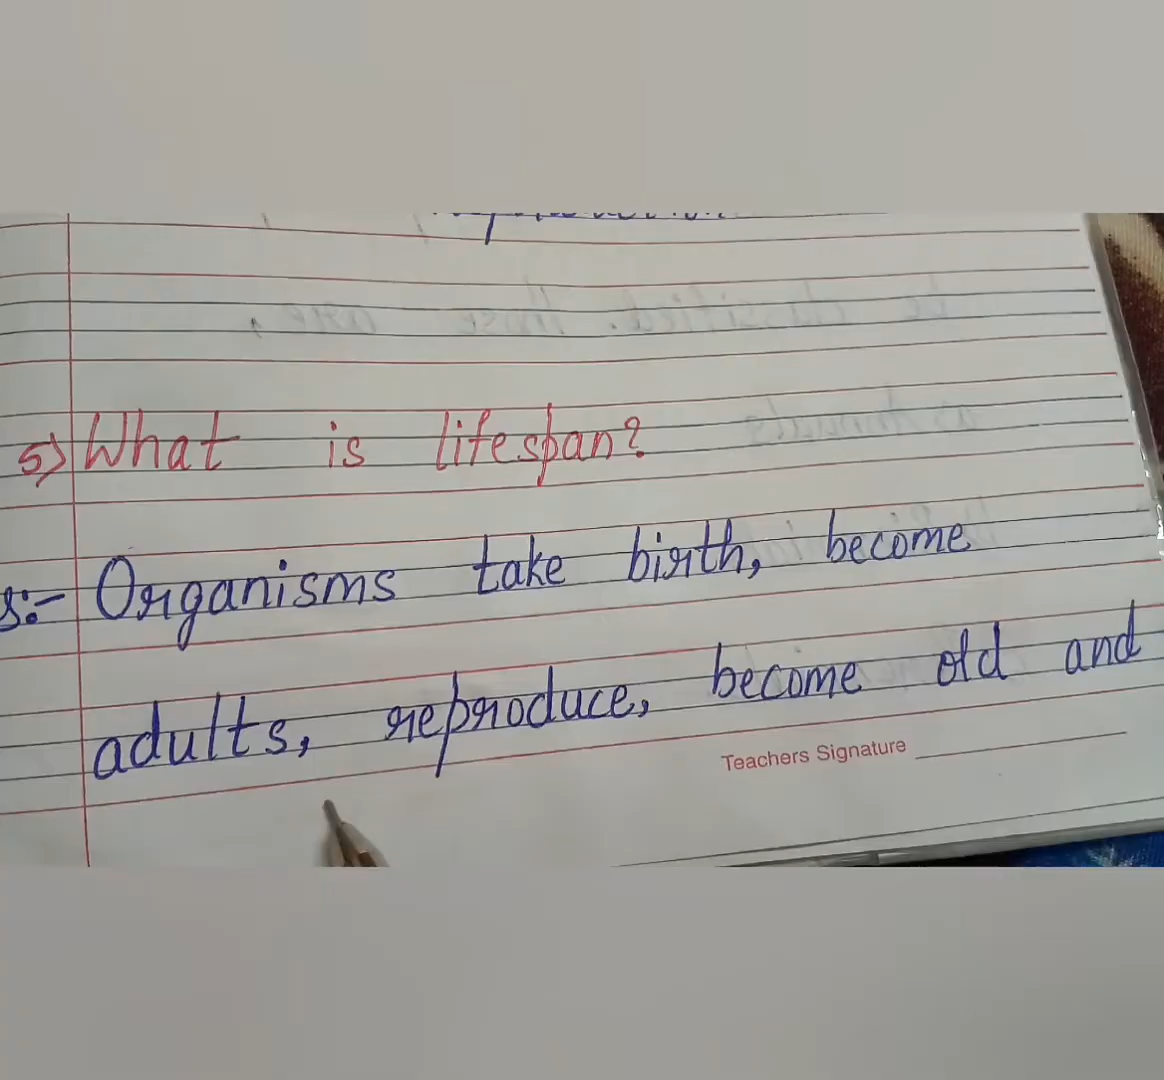 5) What is lifespan?
s:- Organisms take birth, become
adults, reproduce, become old and
Teachers Signature